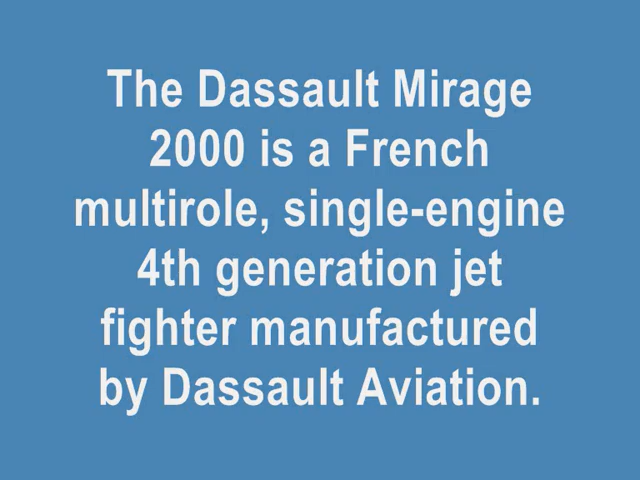 The Dassault Mirage
2000 is a French
multirole, single-engine
4th generation jet
fighter manufactured
by Dassault Aviation.